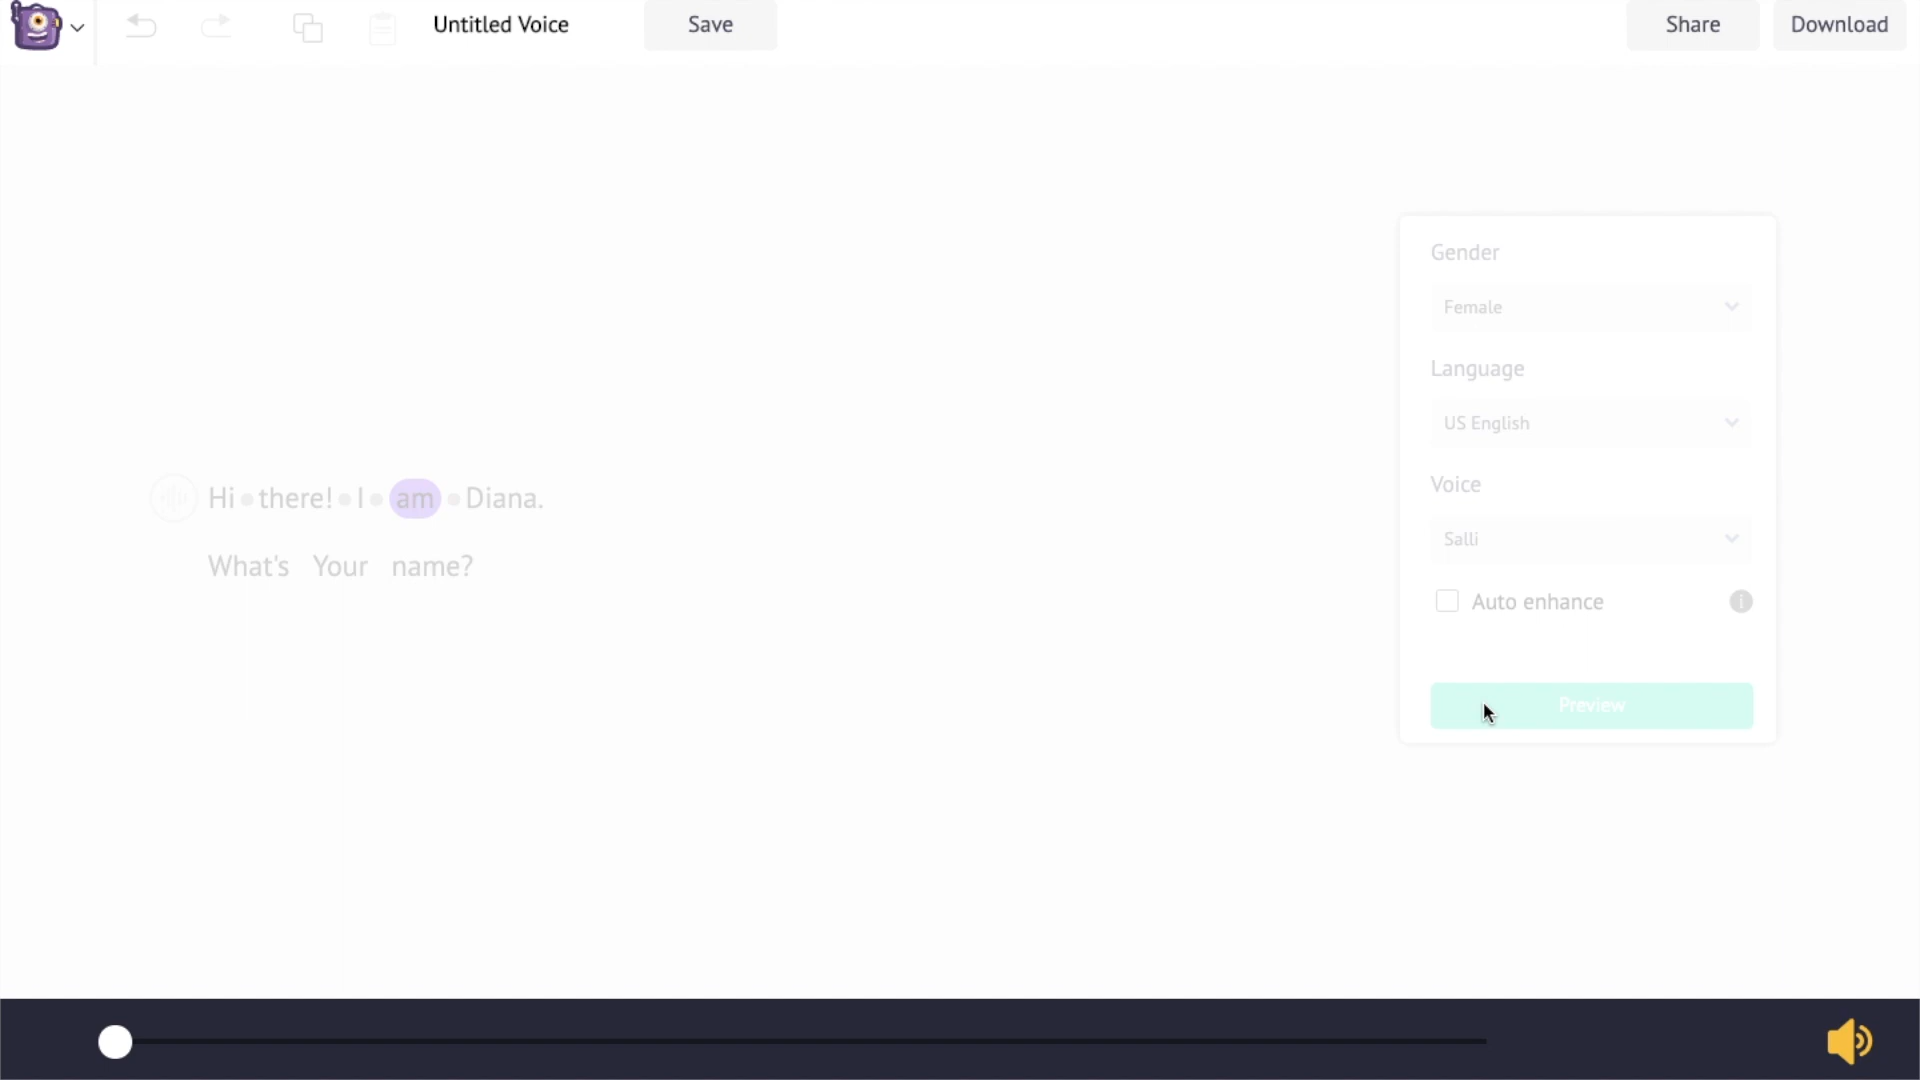 Untitled Voice
Save
Share
Download
Gender
Female
Language
US English
Voice
Salli
Auto enhance
Preview
Hi there! I am Diana.
What's Your name?